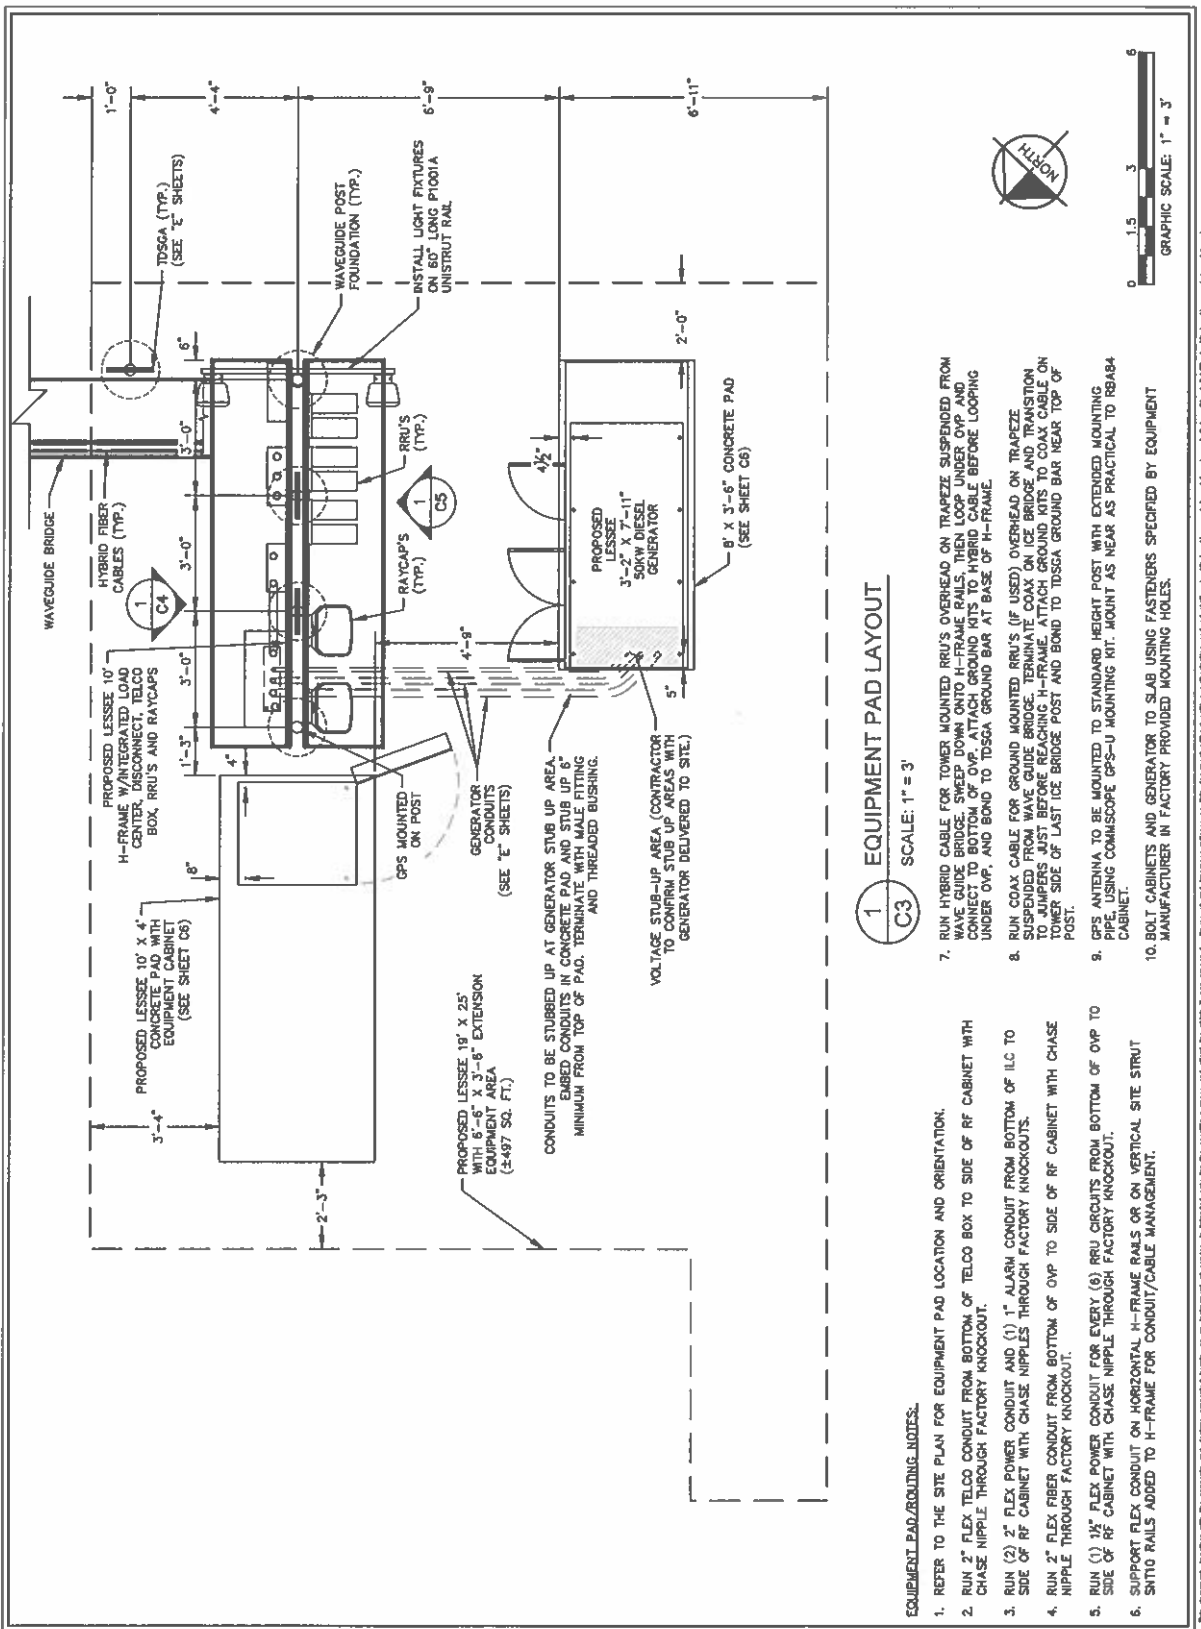 WAVEGUIDE BRIDGE
HYBRID FIBER
CABLES (TYP.)
1
C4
PROPOSED LESSEE 10'
H-FRAME W/INTEGRATED LOAD
CENTER, DISCONNECT, TELCO
BOX, RRU'S AND RAYCAPS
PROPOSED LESSEE 10' X 4'
CONCRETE PAD WITH
EQUIPMENT CABINET
(SEE SHEET C6)
3'-4"
2'-3"
8"
4"
1'-3"
3'-0"
3'-0"
3'-0"
6"
1'-0"
4'-4"
6'-9"
6'-11"
TDSGA (TYP.)
(SEE "E" SHEETS)
WAVEGUIDE POST
FOUNDATION (TYP.)
INSTALL LIGHT FIXTURES
ON 60" LONG P1001A
UNISTRUT RAIL
RRU'S
(TYP.)
1
C5
RAYCAP'S
(TYP.)
4'-9"
GPS MOUNTED
ON POST
GENERATOR
CONDUITS
(SEE "E" SHEETS)
PROPOSED LESSEE 19' X 25'
WITH 6'-6" X 3'-6" EXTENSION
EQUIPMENT AREA
(±497 SQ. FT.)
CONDUITS TO BE STUBBED UP AT GENERATOR STUB UP AREA.
EMBED CONDUITS IN CONCRETE PAD AND STUB UP 6"
MINIMUM FROM TOP OF PAD. TERMINATE WITH MALE FITTING
AND THREADED BUSHING.
VOLTAGE STUB-UP AREA (CONTRACTOR
TO CONFIRM STUB UP AREAS WITH
GENERATOR DELIVERED TO SITE.)
5"
4½"
PROPOSED
LESSEE
3'-2" X 7'-11"
50KW DIESEL
GENERATOR
2'-0"
8' X 3'-6" CONCRETE PAD
(SEE SHEET C6)
1
C3
EQUIPMENT PAD LAYOUT
SCALE: 1" = 3'
NORTH
0 1.5 3 6
GRAPHIC SCALE: 1" = 3'
EQUIPMENT PAD/ROUTING NOTES:
1. REFER TO THE SITE PLAN FOR EQUIPMENT PAD LOCATION AND ORIENTATION.
2. RUN 2" FLEX TELCO CONDUIT FROM BOTTOM OF TELCO BOX TO SIDE OF RF CABINET WITH
CHASE NIPPLE THROUGH FACTORY KNOCKOUT.
3. RUN (2) 2" FLEX POWER CONDUIT AND (1) 1" ALARM CONDUIT FROM BOTTOM OF ILC TO
SIDE OF RF CABINET WITH CHASE NIPPLES THROUGH FACTORY KNOCKOUTS.
4. RUN 2" FLEX FIBER CONDUIT FROM BOTTOM OF OVP TO SIDE OF RF CABINET WITH CHASE
NIPPLE THROUGH FACTORY KNOCKOUT.
5. RUN (1) 1½" FLEX POWER CONDUIT FOR EVERY (6) RRU CIRCUITS FROM BOTTOM OF OVP TO
SIDE OF RF CABINET WITH CHASE NIPPLE THROUGH FACTORY KNOCKOUT.
6. SUPPORT FLEX CONDUIT ON HORIZONTAL H-FRAME RAILS OR ON VERTICAL SITE STRUT
SNT10 RAILS ADDED TO H-FRAME FOR CONDUIT/CABLE MANAGEMENT.
7. RUN HYBRID CABLE FOR TOWER MOUNTED RRU'S OVERHEAD ON TRAPEZE SUSPENDED FROM
WAVE GUIDE BRIDGE. SWEEP DOWN ONTO H-FRAME RAILS, THEN LOOP UNDER OVP AND
CONNECT TO BOTTOM OF OVP. ATTACH GROUND KITS TO HYBRID CABLE BEFORE LOOPING
UNDER OVP, AND BOND TO TDSGA GROUND BAR AT BASE OF H-FRAME.
8. RUN COAX CABLE FOR GROUND MOUNTED RRU'S (IF USED) OVERHEAD ON TRAPEZE
SUSPENDED FROM WAVE GUIDE BRIDGE. TERMINATE COAX ON ICE BRIDGE AND TRANSITION
TO JUMPERS JUST BEFORE REACHING H-FRAME. ATTACH GROUND KITS TO COAX CABLE ON
TOWER SIDE OF LAST ICE BRIDGE POST AND BOND TO TDSGA GROUND BAR NEAR TOP OF
POST.
9. GPS ANTENNA TO BE MOUNTED TO STANDARD HEIGHT POST WITH EXTENDED MOUNTING
PIPE, USING COMMSCOPE GPS-U MOUNTING KIT. MOUNT AS NEAR AS PRACTICAL TO RBA84
CABINET.
10. BOLT CABINETS AND GENERATOR TO SLAB USING FASTENERS SPECIFIED BY EQUIPMENT
MANUFACTURER IN FACTORY PROVIDED MOUNTING HOLES.